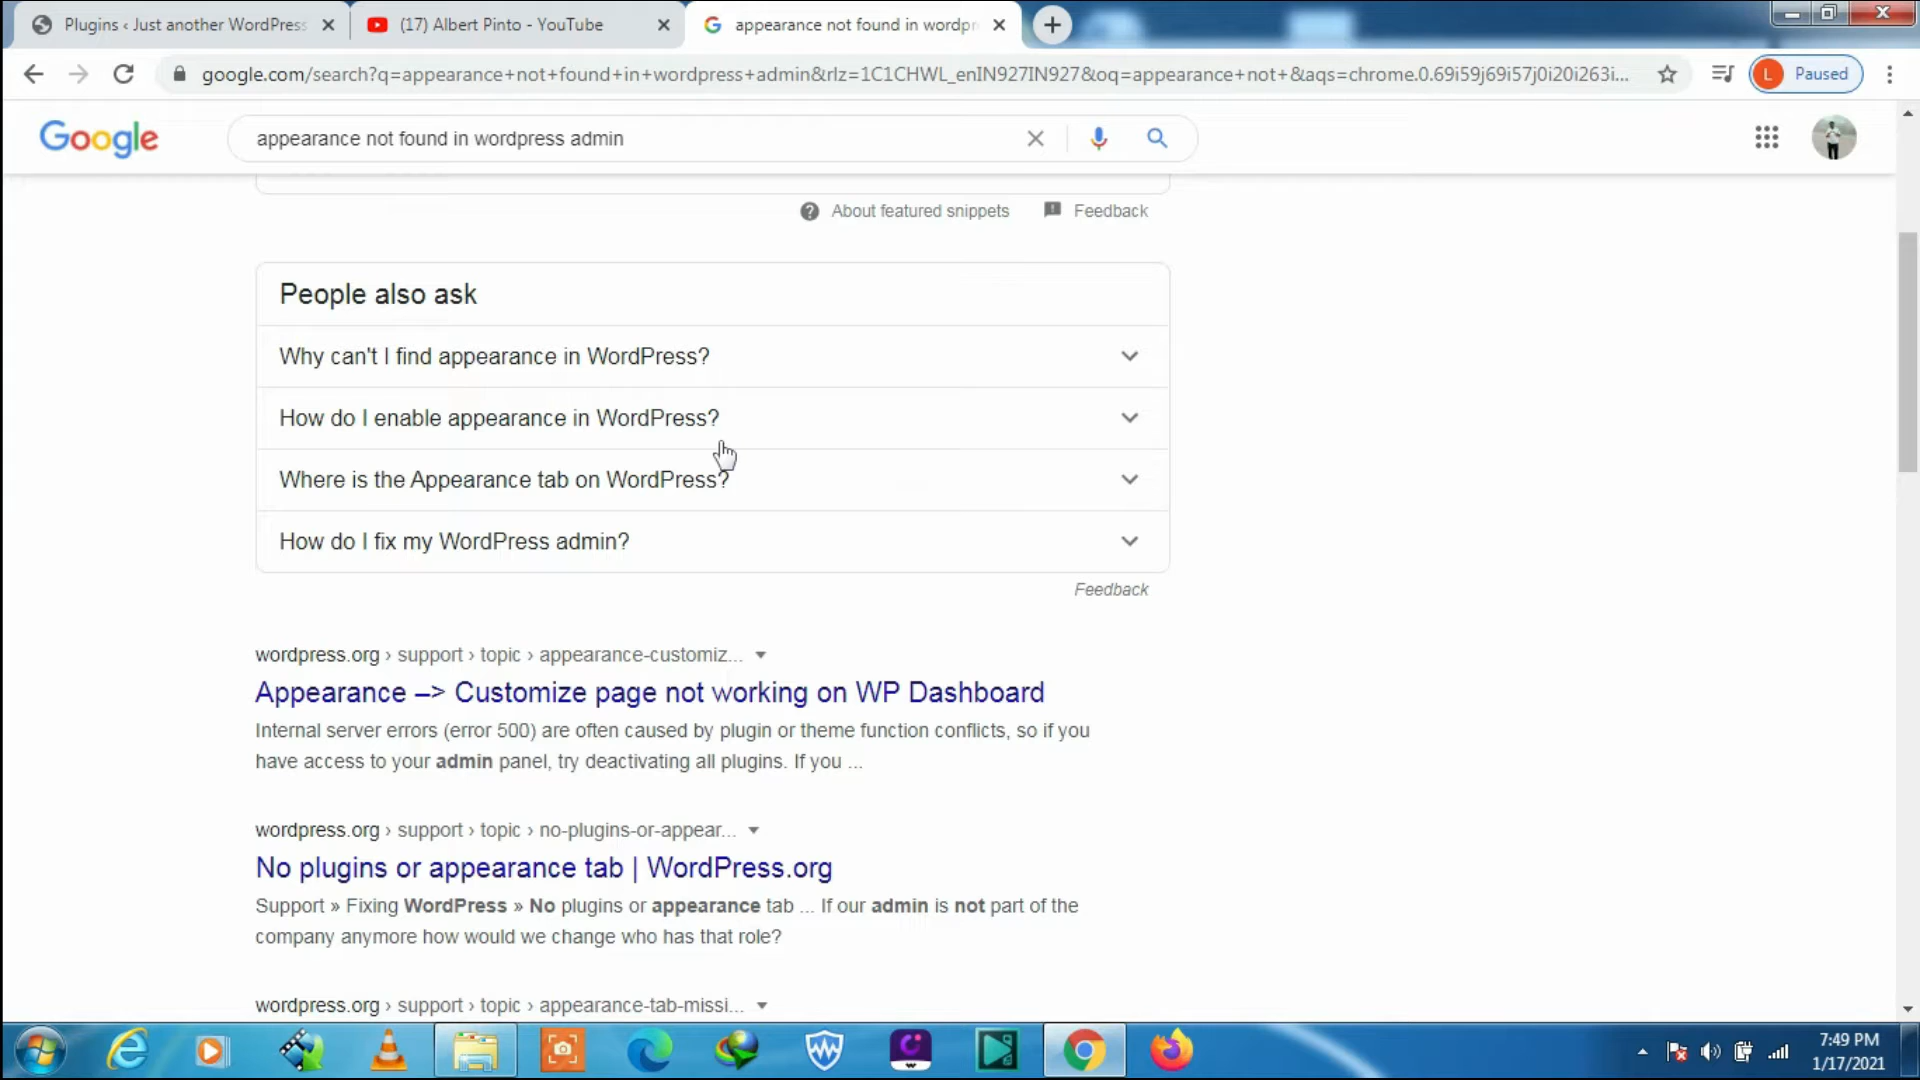 Plugins ‹ Just another WordPress
(17) Albert Pinto - YouTube
appearance not found in wordpr
google.com/search?q=appearance+not+found+in+wordpress+admin&rlz=1C1CHWL_enIN927IN927&oq=appearance+not+&aqs=chrome.0.69i59j69i57j0i20i263i...
L Paused
Google
appearance not found in wordpress admin
About featured snippets
Feedback
People also ask
Why can't I find appearance in WordPress?
How do I enable appearance in WordPress?
Where is the Appearance tab on WordPress?
How do I fix my WordPress admin?
Feedback
wordpress.org › support › topic › appearance-customiz...
Appearance –> Customize page not working on WP Dashboard
Internal server errors (error 500) are often caused by plugin or theme function conflicts, so if you
have access to your admin panel, try deactivating all plugins. If you ...
wordpress.org › support › topic › no-plugins-or-appear...
No plugins or appearance tab | WordPress.org
Support » Fixing WordPress » No plugins or appearance tab ... If our admin is not part of the
company anymore how would we change who has that role?
wordpress.org › support › topic › appearance-tab-missi...
7:49 PM
1/17/2021